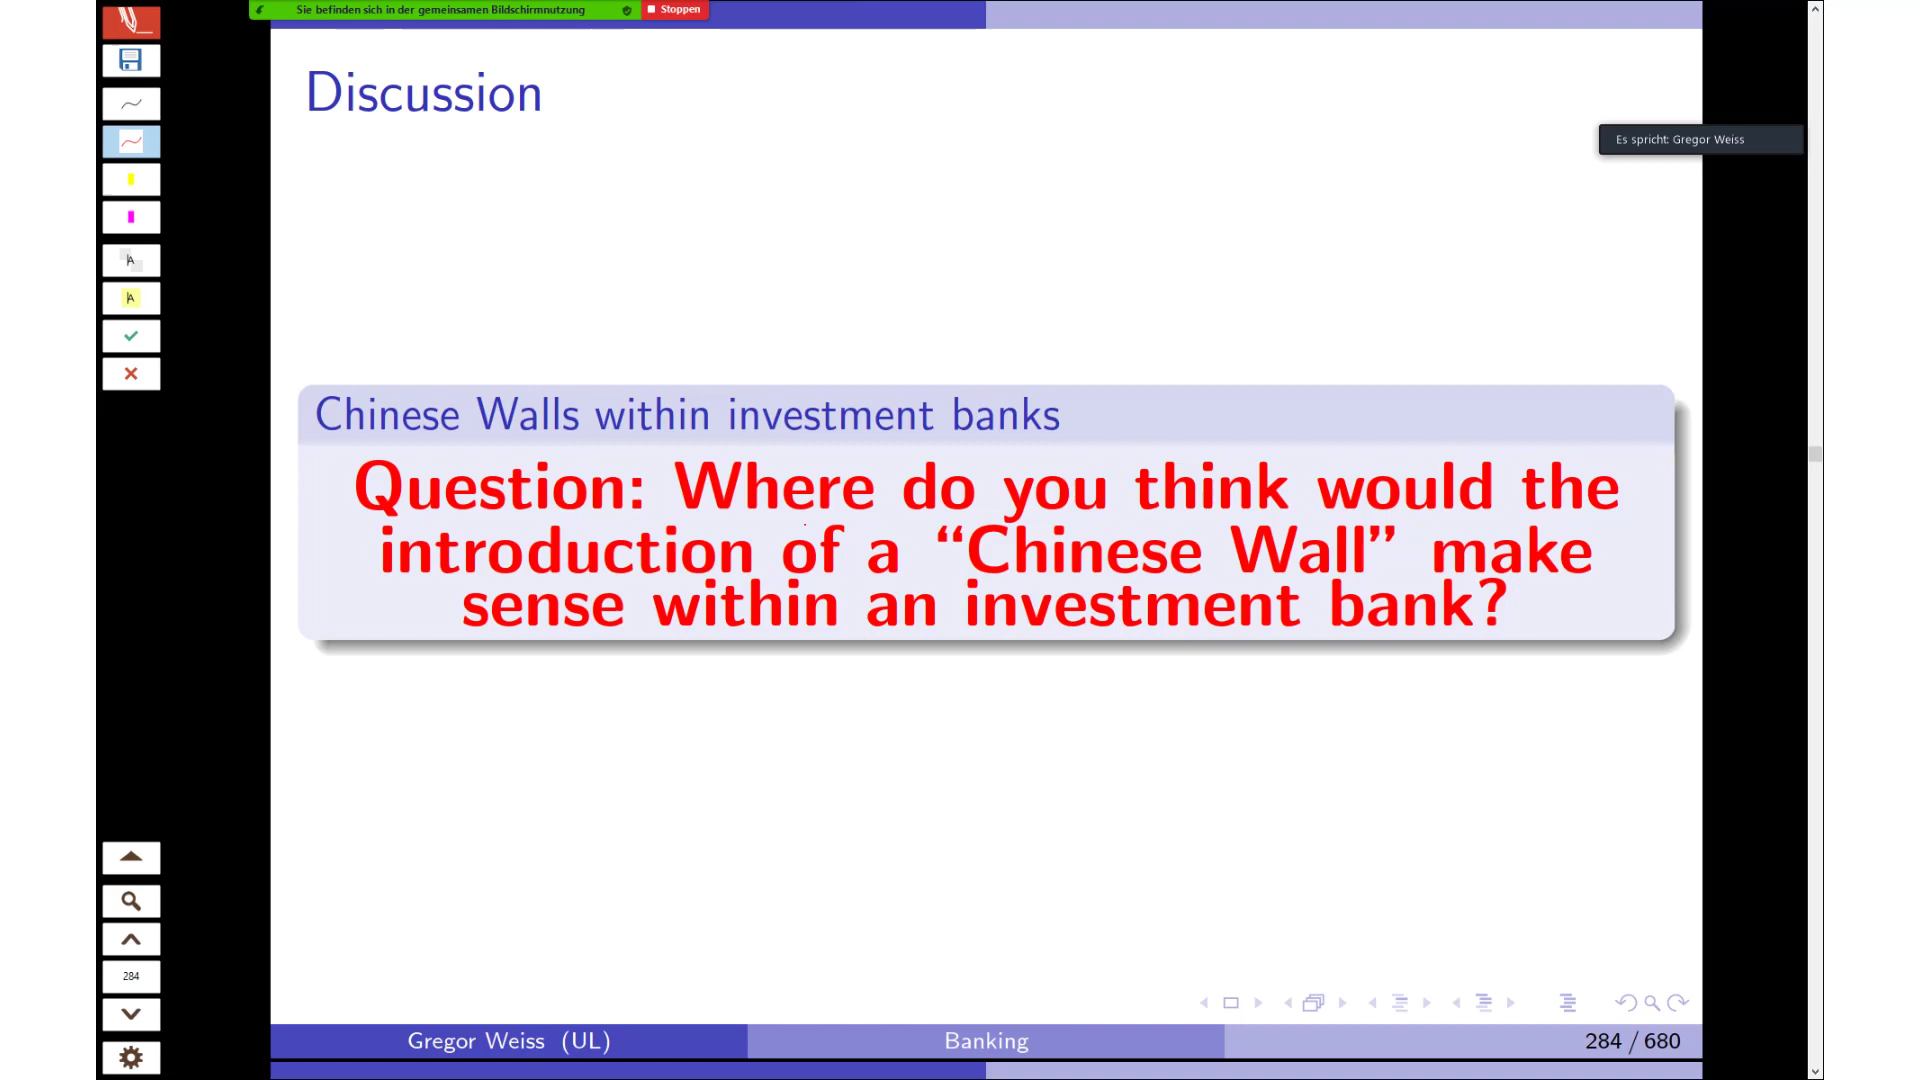 Sie befinden sich in der gemeinsamen Bildschirmnutzung
Stoppen
Discussion
Es spricht: Gregor Weiss
A
A
Chinese Walls within investment banks
Question: Where do you think would the
introduction of a “Chinese Wall” make
sense within an investment bank?
284
Gregor Weiss (UL)
Banking
284 / 680